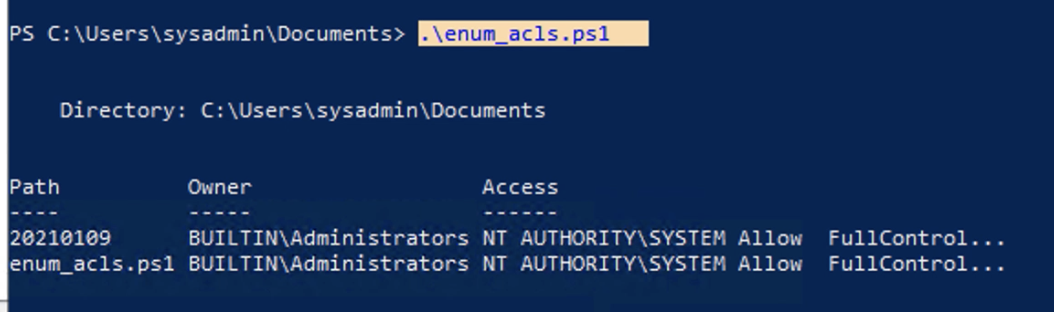 PS C:\Users\sysadmin\Documents> .\enum_acls.ps1
Directory: C:\Users\sysadmin\Documents
Path Owner Access
---- ----- ------
20210109 BUILTIN\Administrators NT AUTHORITY\SYSTEM Allow FullControl...
enum_acls.ps1 BUILTIN\Administrators NT AUTHORITY\SYSTEM Allow FullControl...